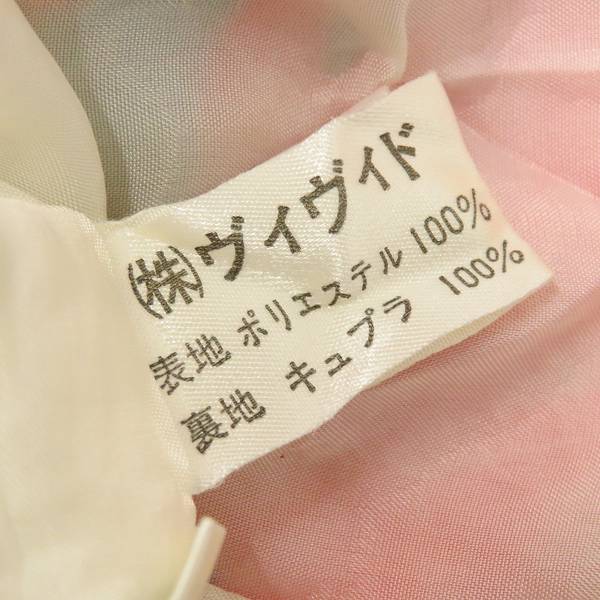 (株)ヴィヴィド
表地 ポリエステル 100%
裏地 キュプラ 100%